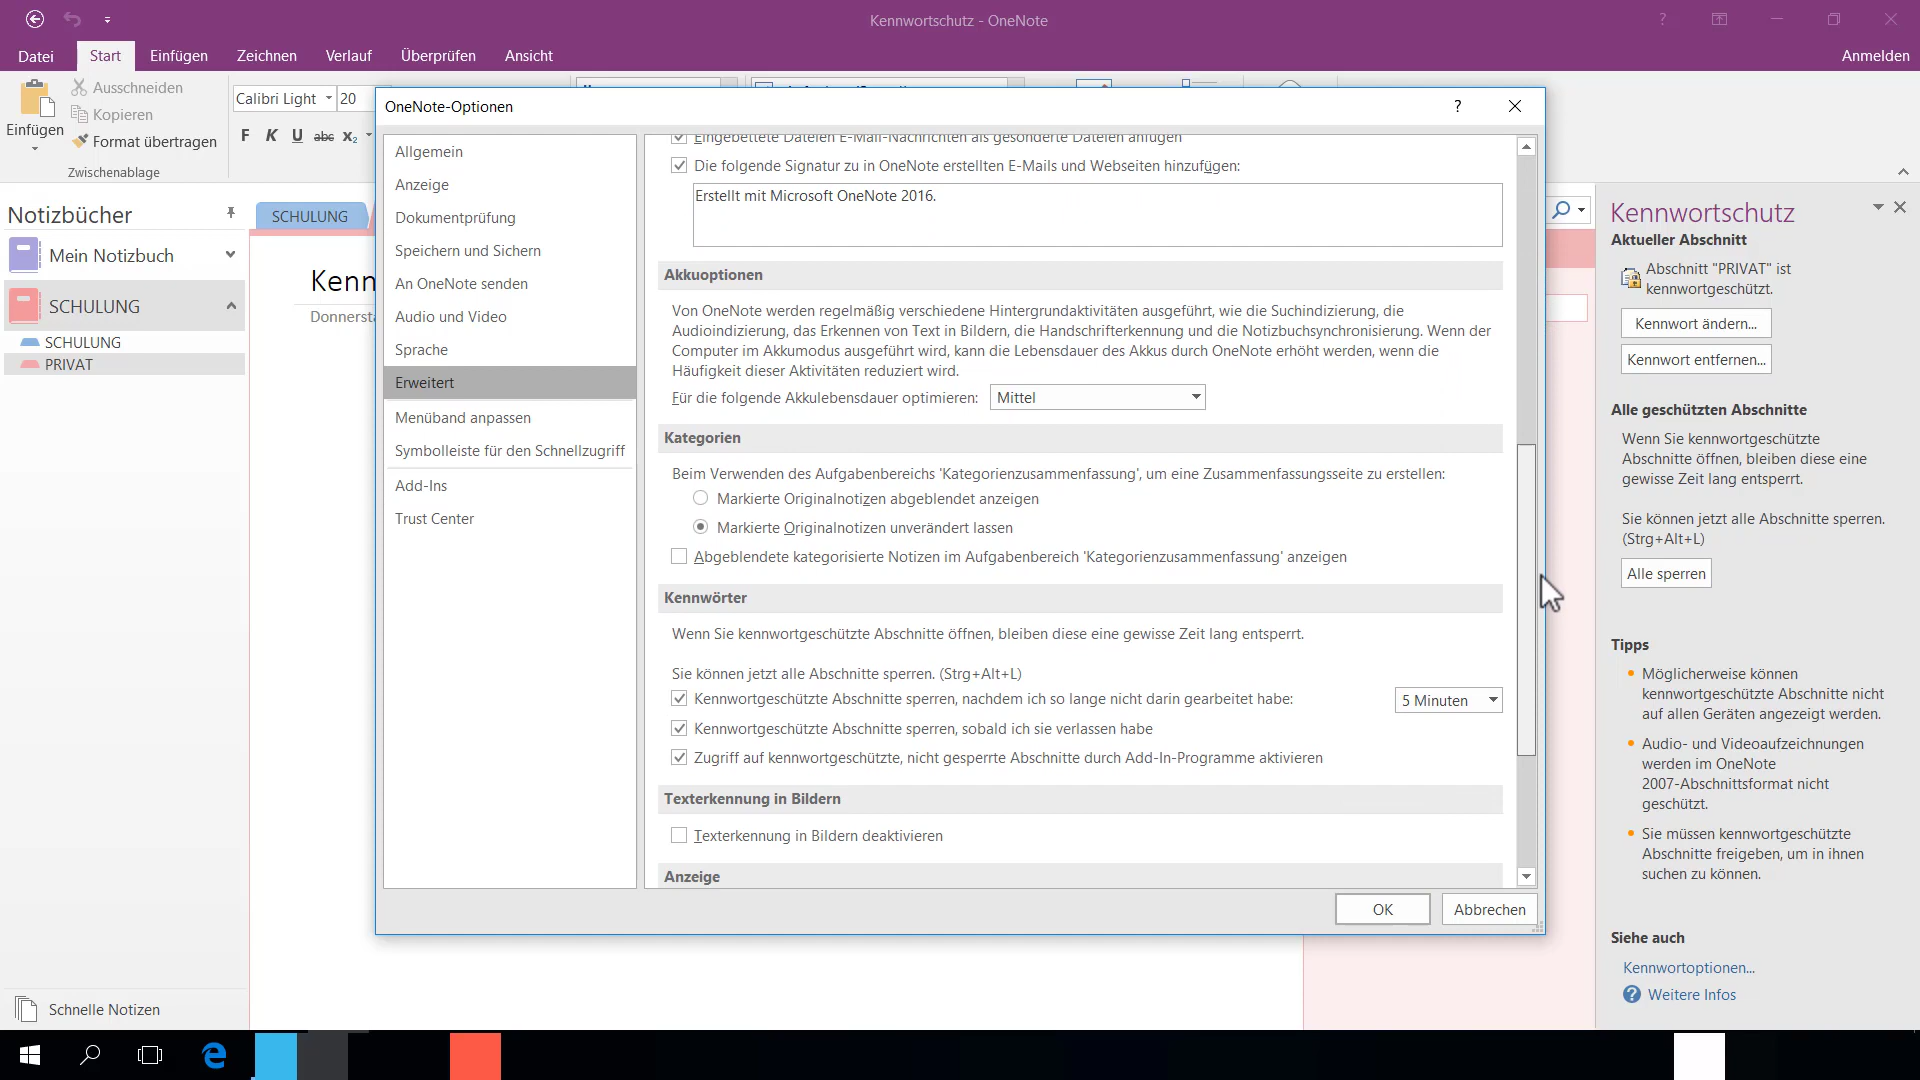 Kennwortschutz - OneNote
?
Datei
Start
Einfügen
Zeichnen
Verlauf
Überprüfen
Ansicht
Anmelden
Einfügen
Ausschneiden
Kopieren
Format übertragen
Zwischenablage
Calibri Light
20
F K U abc x₂
Notizbücher
Mein Notizbuch
SCHULUNG
SCHULUNG
PRIVAT
Schnelle Notizen
SCHULUNG
Kenn
Donnersta
OneNote-Optionen
?
Allgemein
Anzeige
Dokumentprüfung
Speichern und Sichern
An OneNote senden
Audio und Video
Sprache
Erweitert
Menüband anpassen
Symbolleiste für den Schnellzugriff
Add-Ins
Trust Center
Eingebettete Dateien E-Mail-Nachrichten als gesonderte Dateien anfügen
Die folgende Signatur zu in OneNote erstellten E-Mails und Webseiten hinzufügen:
Erstellt mit Microsoft OneNote 2016.
Akkuoptionen
Von OneNote werden regelmäßig verschiedene Hintergrundaktivitäten ausgeführt, wie die Suchindizierung, die
Audioindizierung, das Erkennen von Text in Bildern, die Handschrifterkennung und die Notizbuchsynchronisierung. Wenn der
Computer im Akkumodus ausgeführt wird, kann die Lebensdauer des Akkus durch OneNote erhöht werden, wenn die
Häufigkeit dieser Aktivitäten reduziert wird.
Für die folgende Akkulebensdauer optimieren: Mittel
Kategorien
Beim Verwenden des Aufgabenbereichs 'Kategorienzusammenfassung', um eine Zusammenfassungsseite zu erstellen:
Markierte Originalnotizen abgeblendet anzeigen
Markierte Originalnotizen unverändert lassen
Abgeblendete kategorisierte Notizen im Aufgabenbereich 'Kategorienzusammenfassung' anzeigen
Kennwörter
Wenn Sie kennwortgeschützte Abschnitte öffnen, bleiben diese eine gewisse Zeit lang entsperrt.
Sie können jetzt alle Abschnitte sperren. (Strg+Alt+L)
Kennwortgeschützte Abschnitte sperren, nachdem ich so lange nicht darin gearbeitet habe: 5 Minuten
Kennwortgeschützte Abschnitte sperren, sobald ich sie verlassen habe
Zugriff auf kennwortgeschützte, nicht gesperrte Abschnitte durch Add-In-Programme aktivieren
Texterkennung in Bildern
Texterkennung in Bildern deaktivieren
Anzeige
OK
Abbrechen
Kennwortschutz
Aktueller Abschnitt
Abschnitt "PRIVAT" ist
kennwortgeschützt.
Kennwort ändern...
Kennwort entfernen...
Alle geschützten Abschnitte
Wenn Sie kennwortgeschützte
Abschnitte öffnen, bleiben diese eine
gewisse Zeit lang entsperrt.
Sie können jetzt alle Abschnitte sperren.
(Strg+Alt+L)
Alle sperren
Tipps
Möglicherweise können
kennwortgeschützte Abschnitte nicht
auf allen Geräten angezeigt werden.
Audio- und Videoaufzeichnungen
werden im OneNote
2007-Abschnittsformat nicht
geschützt.
Sie müssen kennwortgeschützte
Abschnitte freigeben, um in ihnen
suchen zu können.
Siehe auch
Kennwortoptionen...
Weitere Infos